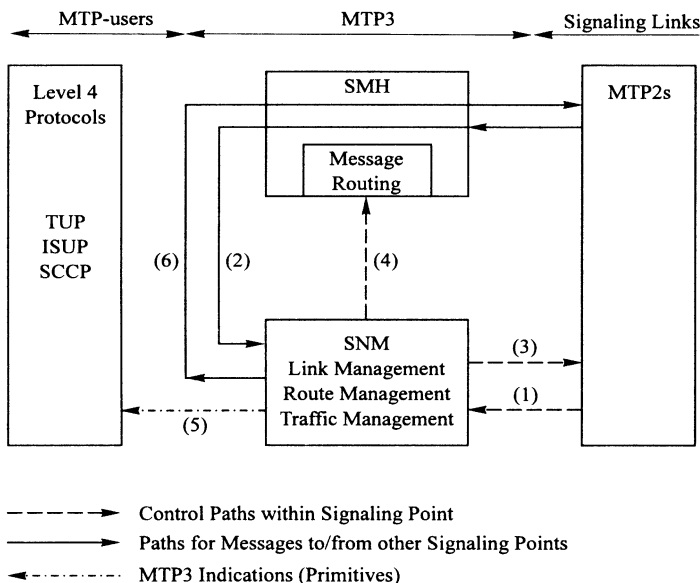 MTP-users
MTP3
Signaling Links
Level 4
Protocols
TUP
ISUP
SCCP
SMH
Message
Routing
MTP2s
(6)
(2)
(4)
SNM
Link Management
Route Management
Traffic Management
(3)
(1)
(5)
Control Paths within Signaling Point
Paths for Messages to/from other Signaling Points
MTP3 Indications (Primitives)